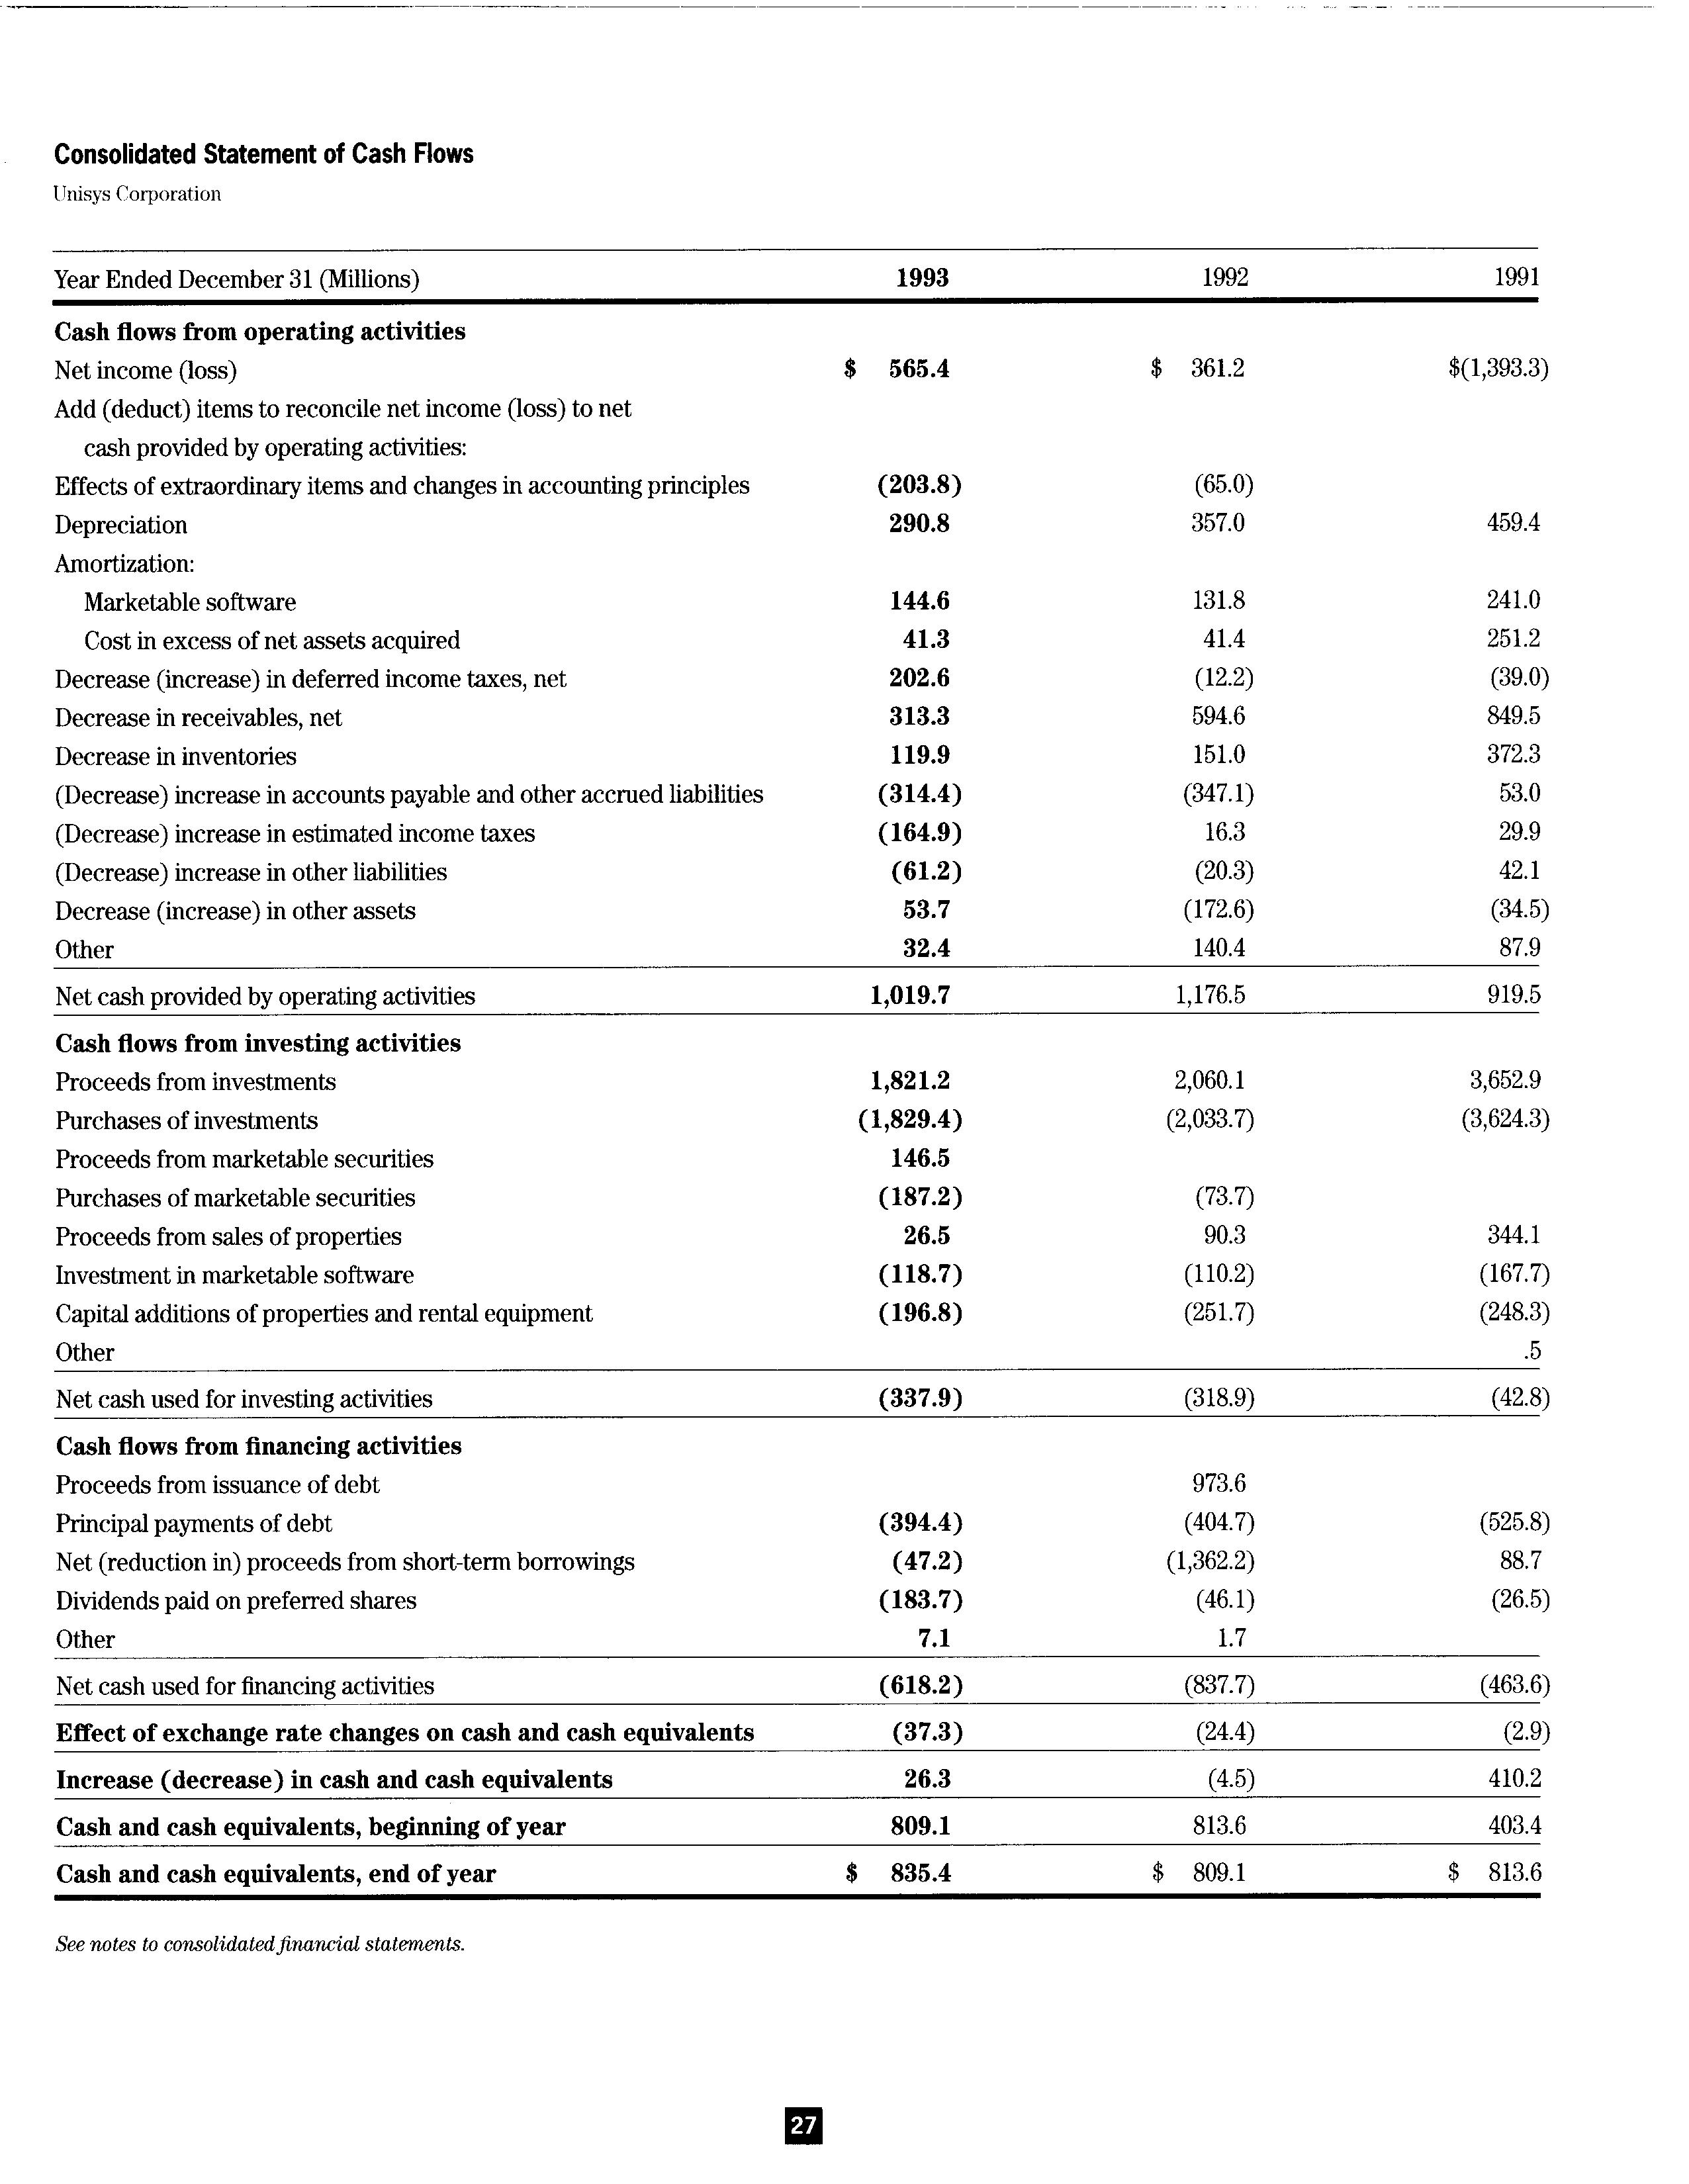 Consolidated Statement of Cash Flows
Unisys Corporation
Year Ended December 31 (Millions) 1993 1992 1991
Cash flows from operating activities
Net income (loss) $ 565.4 $ 361.2 $(1,393.3)
Add (deduct) items to reconcile net income (loss) to net
cash provided by operating activities:
Effects of extraordinary items and changes in accounting principles (203.8) (65.0)
Depreciation 290.8 357.0 459.4
Amortization:
Marketable software 144.6 131.8 241.0
Cost in excess of net assets acquired 41.3 41.4 251.2
Decrease (increase) in deferred income taxes, net 202.6 (12.2) (39.0)
Decrease in receivables, net 313.3 594.6 849.5
Decrease in inventories 119.9 151.0 372.3
(Decrease) increase in accounts payable and other accrued liabilities (314.4) (347.1) 53.0
(Decrease) increase in estimated income taxes (164.9) 16.3 29.9
(Decrease) increase in other liabilities (61.2) (20.3) 42.1
Decrease (increase) in other assets 53.7 (172.6) (34.5)
Other 32.4 140.4 87.9
Net cash provided by operating activities 1,019.7 1,176.5 919.5
Cash flows from investing activities
Proceeds from investments 1,821.2 2,060.1 3,652.9
Purchases of investments (1,829.4) (2,033.7) (3,624.3)
Proceeds from marketable securities 146.5
Purchases of marketable securities (187.2) (73.7)
Proceeds from sales of properties 26.5 90.3 344.1
Investment in marketable software (118.7) (110.2) (167.7)
Capital additions of properties and rental equipment (196.8) (251.7) (248.3)
Other .5
Net cash used for investing activities (337.9) (318.9) (42.8)
Cash flows from financing activities
Proceeds from issuance of debt 973.6
Principal payments of debt (394.4) (404.7) (525.8)
Net (reduction in) proceeds from short-term borrowings (47.2) (1,362.2) 88.7
Dividends paid on preferred shares (183.7) (46.1) (26.5)
Other 7.1 1.7
Net cash used for financing activities (618.2) (837.7) (463.6)
Effect of exchange rate changes on cash and cash equivalents (37.3) (24.4) (2.9)
Increase (decrease) in cash and cash equivalents 26.3 (4.5) 410.2
Cash and cash equivalents, beginning of year 809.1 813.6 403.4
Cash and cash equivalents, end of year $ 835.4 $ 809.1 $ 813.6
See notes to consolidated financial statements.
27